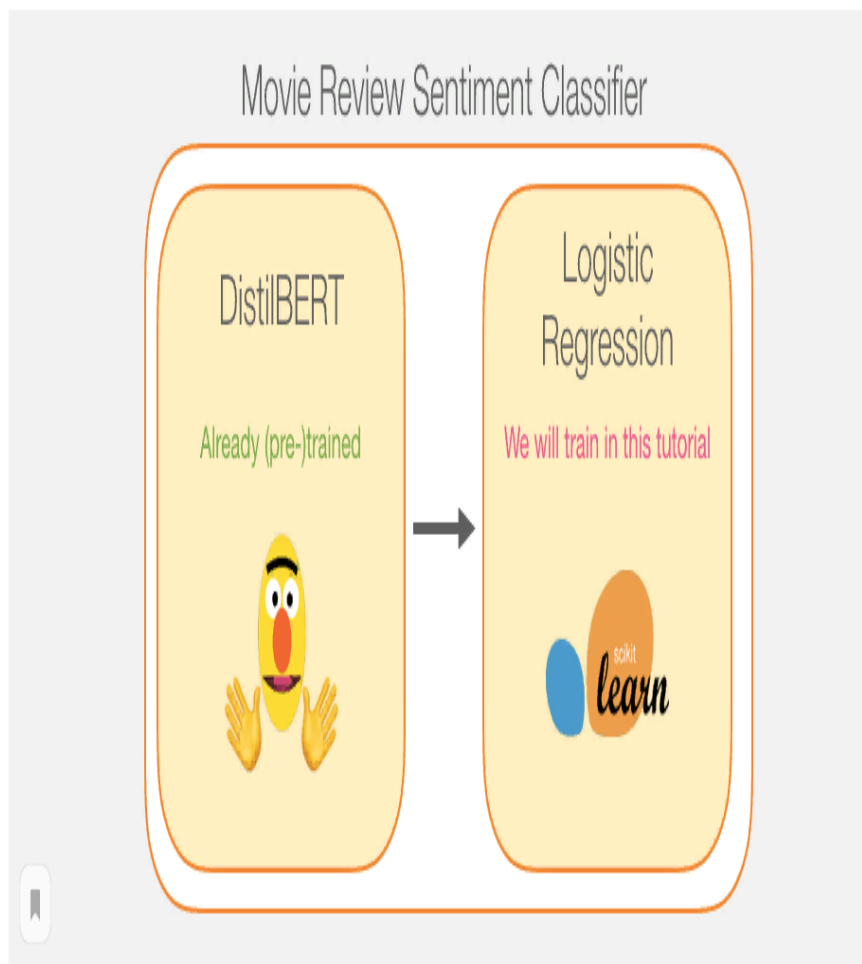 Movie Review Sentiment Classifier
DistilBERT
Already (pre-)trained
Logistic
Regression
We will train in this tutorial
scikit
learn